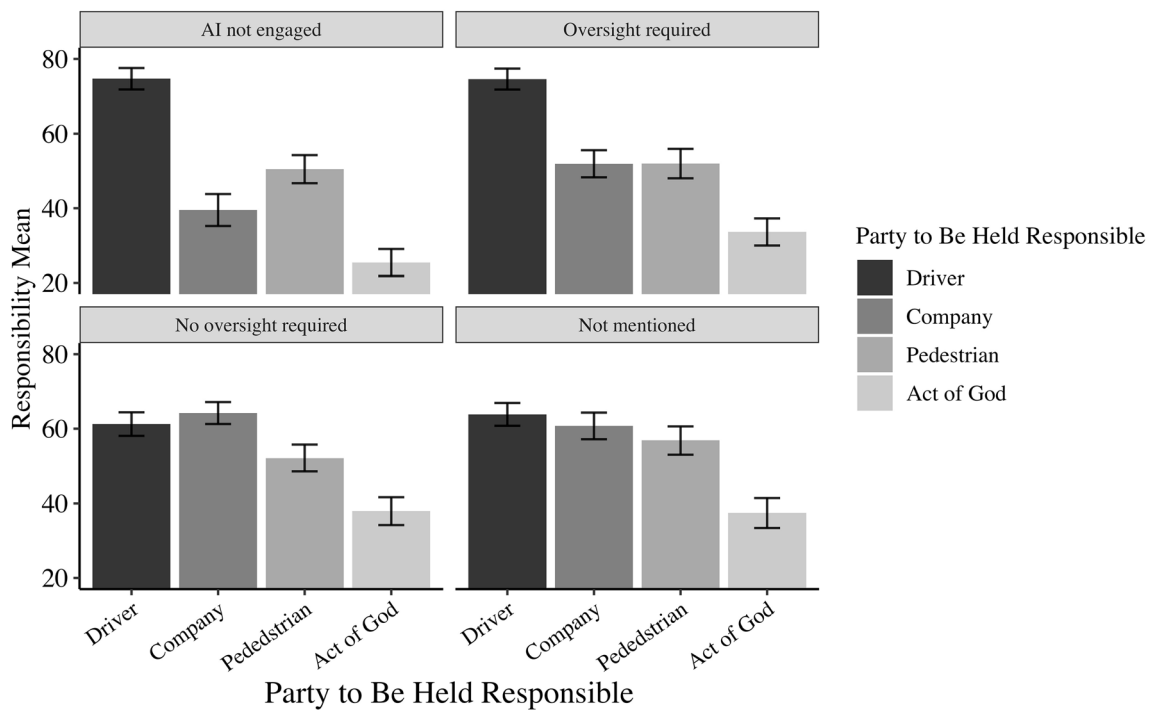 AI not engaged
Oversight required
80
60
40
20
No oversight required
Not mentioned
80
60
40
20
Responsibility Mean
Driver
Company
Pededstrian
Act of God
Driver
Company
Pededstrian
Act of God
Party to Be Held Responsible
Party to Be Held Responsible
Driver
Company
Pedestrian
Act of God